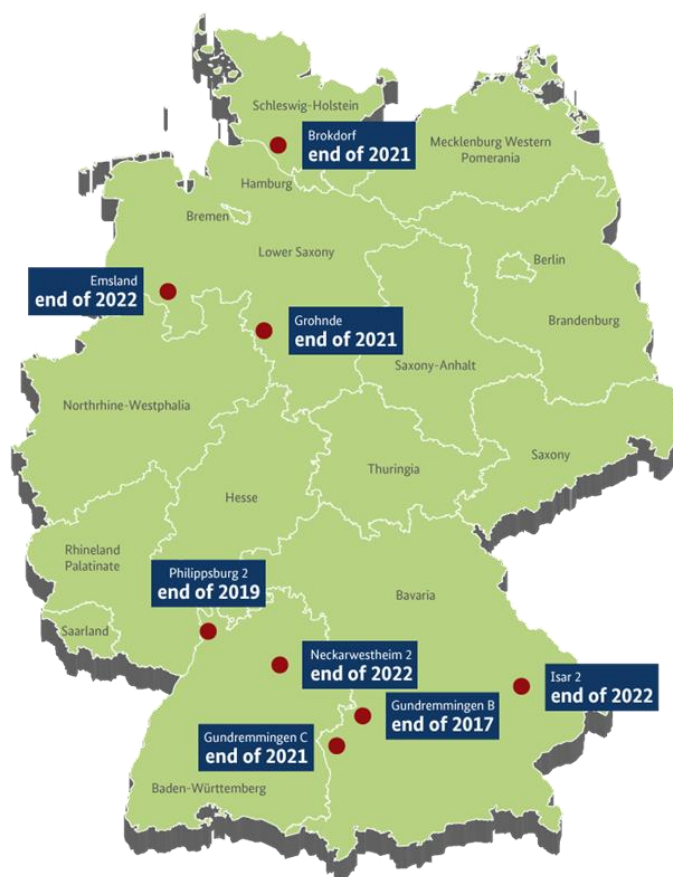 Schleswig-Holstein
Brokdorf
end of 2021
Mecklenburg Western
Pomerania
Hamburg
Bremen
Lower Saxony
Berlin
Emsland
end of 2022
Grohnde
end of 2021
Brandenburg
Saxony-Anhalt
Northrhine-Westphalia
Saxony
Thuringia
Hesse
Rhineland
Palatinate
Philippsburg 2
end of 2019
Bavaria
Saarland
Neckarwestheim 2
end of 2022
Isar 2
end of 2022
Gundremmingen B
end of 2017
Gundremmingen C
end of 2021
Baden-Württemberg